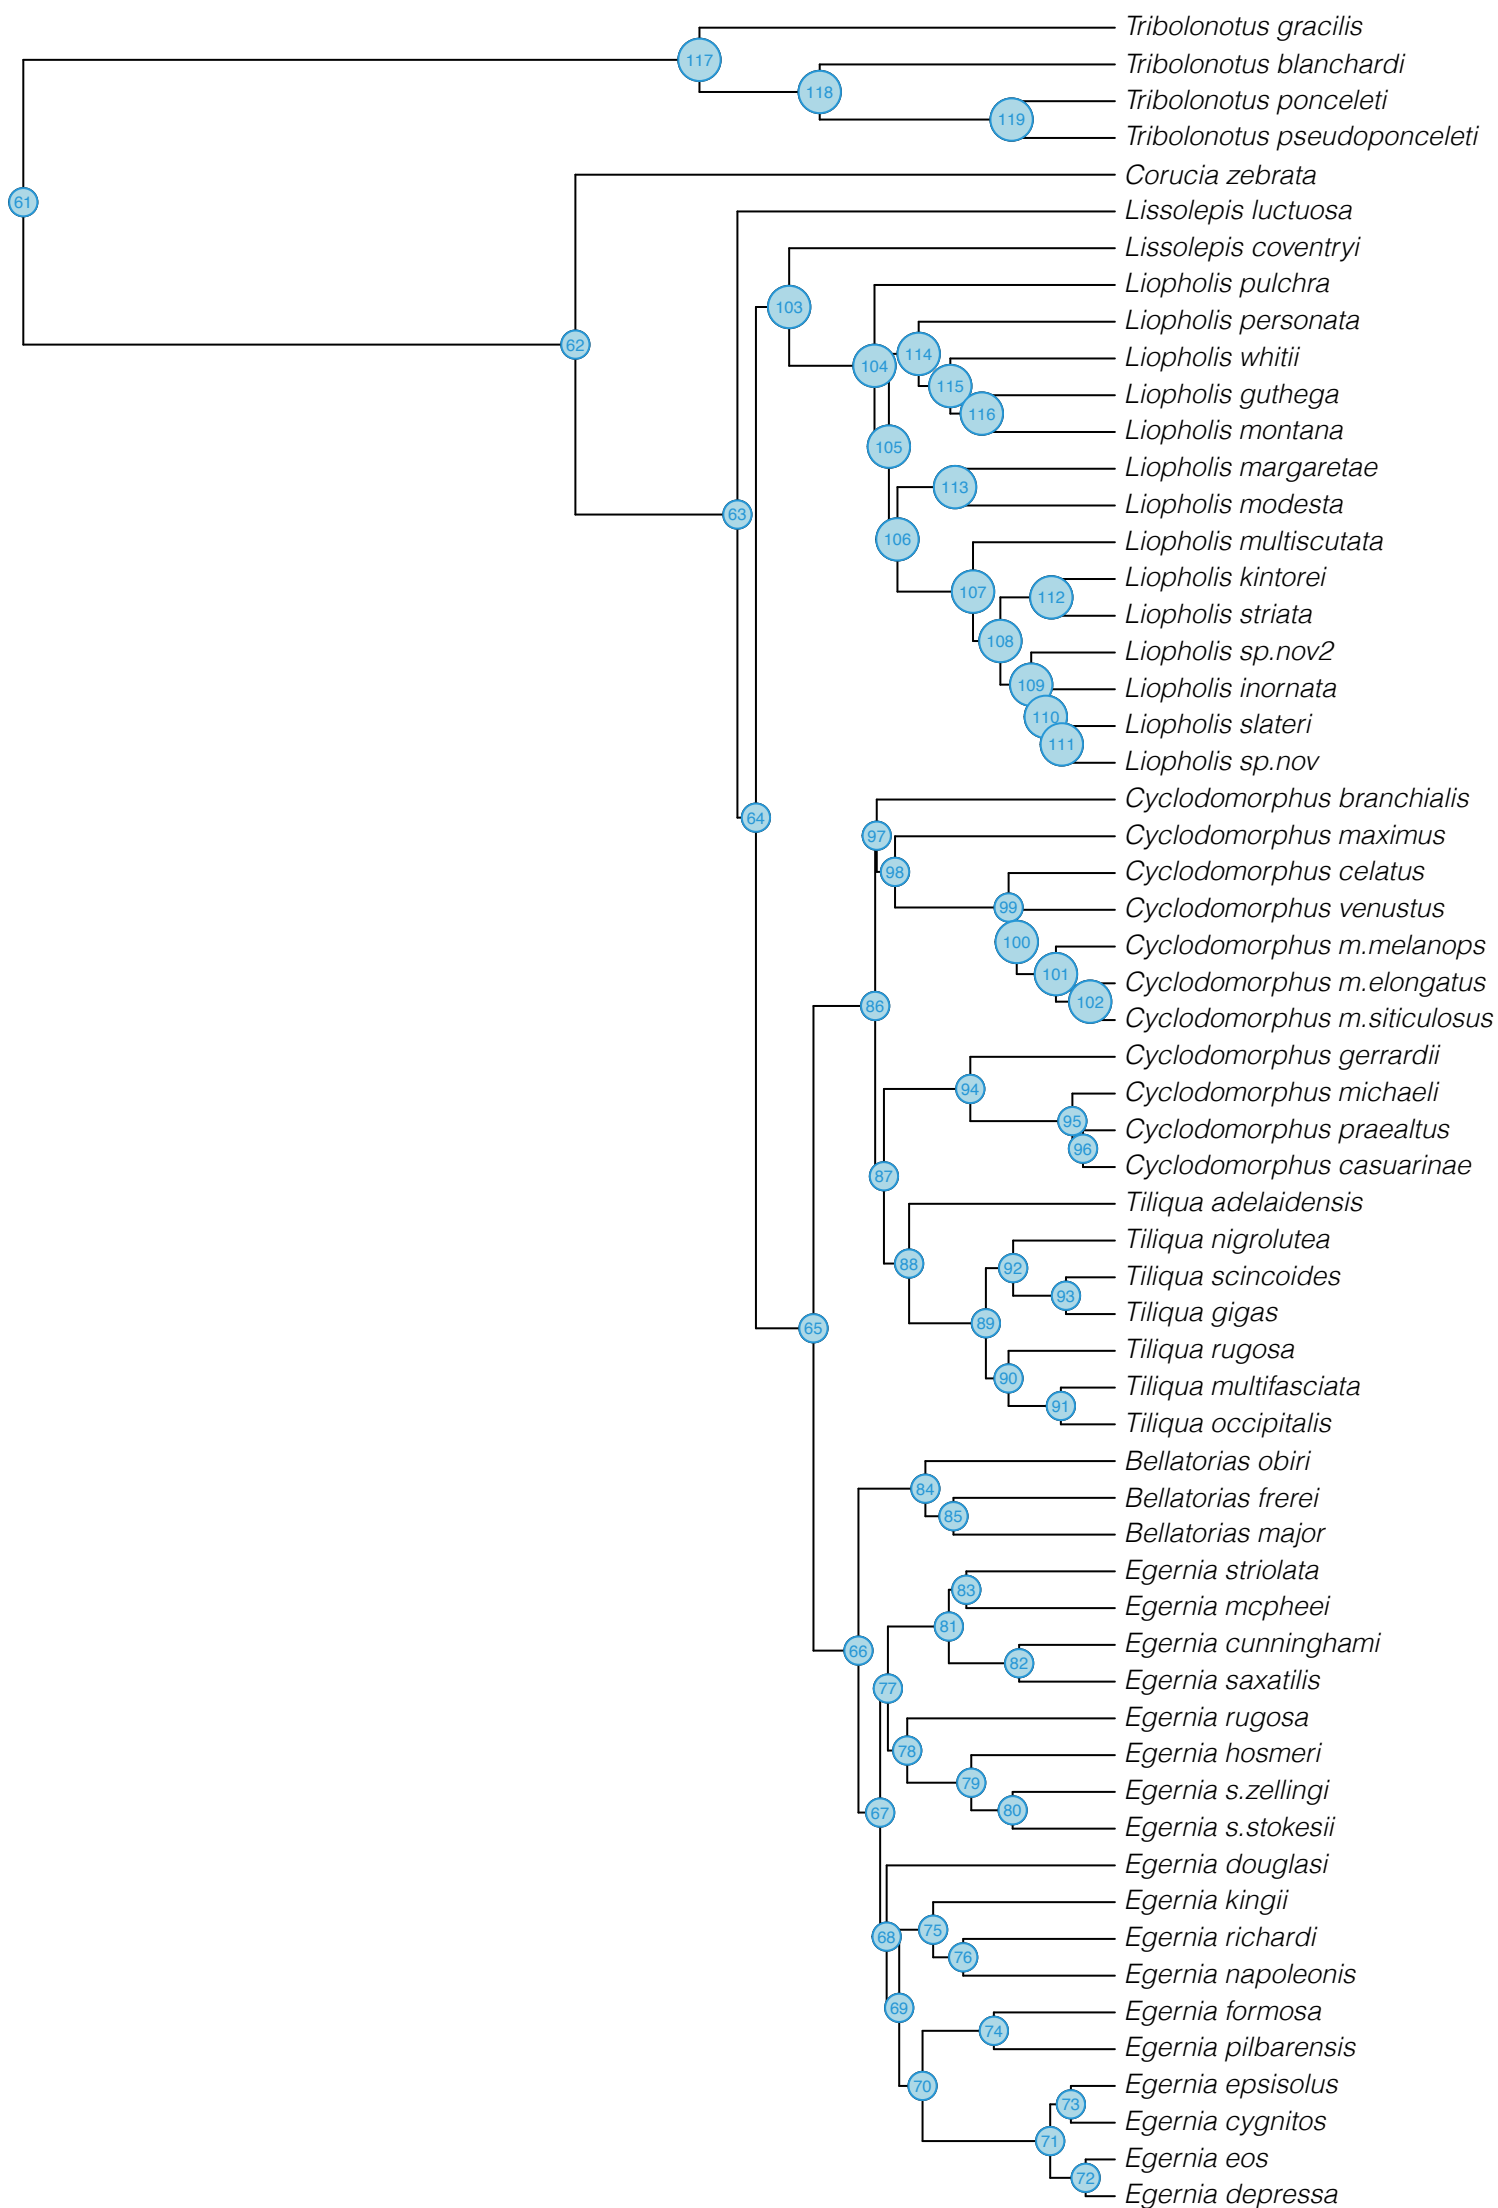 Tribolonotus gracilis
117
Tribolonotus blanchardi
118
Tribolonotus ponceleti
119
Tribolonotus pseudoponceleti
Corucia zebrata
61
Lissolepis luctuosa
Lissolepis coventryi
Liopholis pulchra
103
Liopholis personata
62
114
Liopholis whitii
104
115
Liopholis guthega
116
Liopholis montana
105
Liopholis margaretae
113
Liopholis modesta
63
106
Liopholis multiscutata
Liopholis kintorei
107
112
Liopholis striata
108
Liopholis sp.nov2
109
Liopholis inornata
110
Liopholis slateri
111
Liopholis sp.nov
Cyclodomorphus branchialis
64
97
Cyclodomorphus maximus
98
Cyclodomorphus celatus
99
Cyclodomorphus venustus
100
Cyclodomorphus m.melanops
101
Cyclodomorphus m.elongatus
102
86
Cyclodomorphus m.siticulosus
Cyclodomorphus gerrardii
94
Cyclodomorphus michaeli
95
Cyclodomorphus praealtus
96
Cyclodomorphus casuarinae
87
Tiliqua adelaidensis
Tiliqua nigrolutea
88
92
Tiliqua scincoides
93
Tiliqua gigas
65
89
Tiliqua rugosa
90
Tiliqua multifasciata
91
Tiliqua occipitalis
Bellatorias obiri
84
Bellatorias frerei
85
Bellatorias major
Egernia striolata
83
Egernia mcpheei
81
Egernia cunninghami
66
82
Egernia saxatilis
77
Egernia rugosa
78
Egernia hosmeri
79
Egernia s.zellingi
67
80
Egernia s.stokesii
Egernia douglasi
Egernia kingii
75
68
Egernia richardi
76
Egernia napoleonis
69
Egernia formosa
74
Egernia pilbarensis
70
Egernia epsisolus
73
Egernia cygnitos
71
Egernia eos
72
Egernia depressa